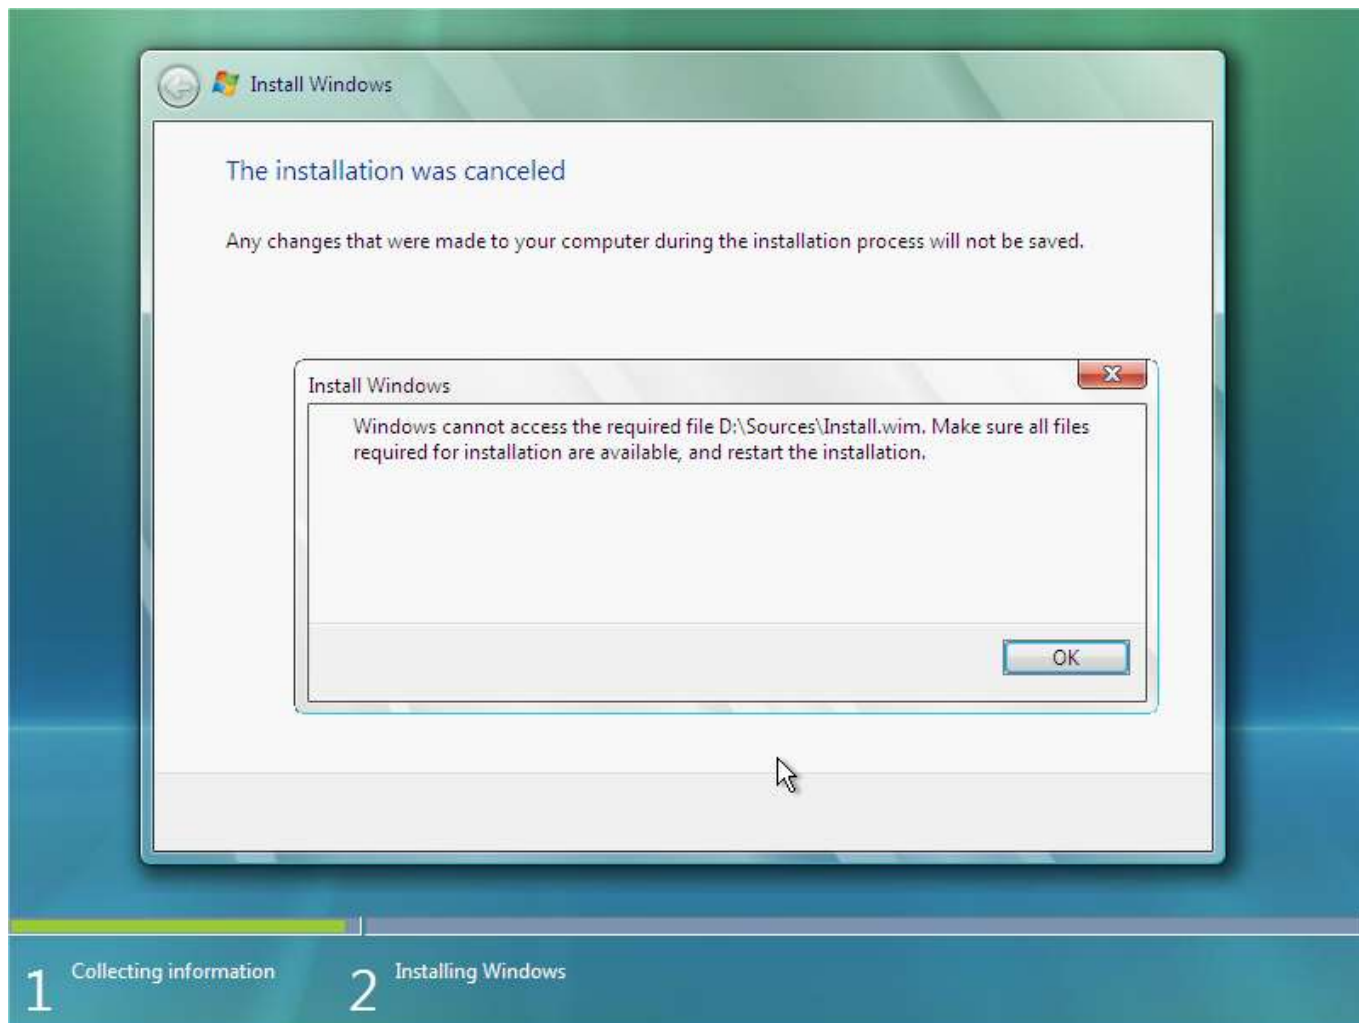 Install Windows
The installation was canceled
Any changes that were made to your computer during the installation process will not be saved.
Install Windows
Windows cannot access the required file D:\Sources\Install.wim. Make sure all files
required for installation are available, and restart the installation.
OK
1 Collecting information
2 Installing Windows